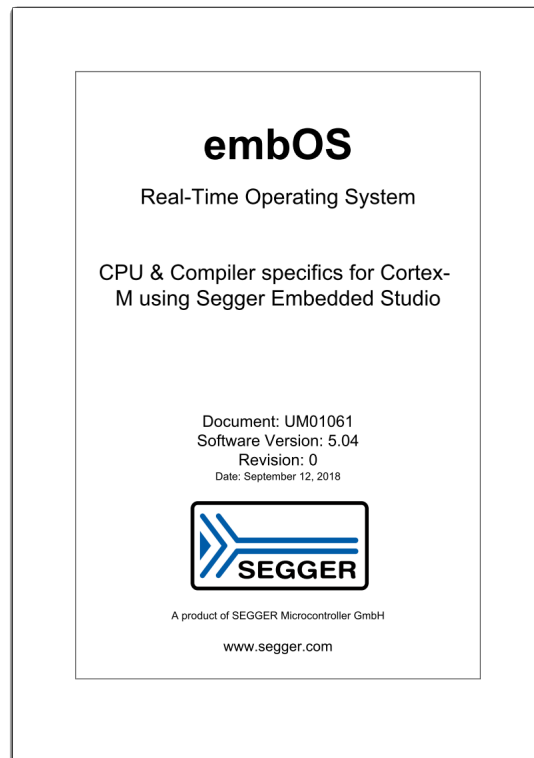 embOS
Real-Time Operating System
CPU & Compiler specifics for Cortex-
M using Segger Embedded Studio
Document: UM01061
Software Version: 5.04
Revision: 0
Date: September 12, 2018
SEGGER
A product of SEGGER Microcontroller GmbH
www.segger.com